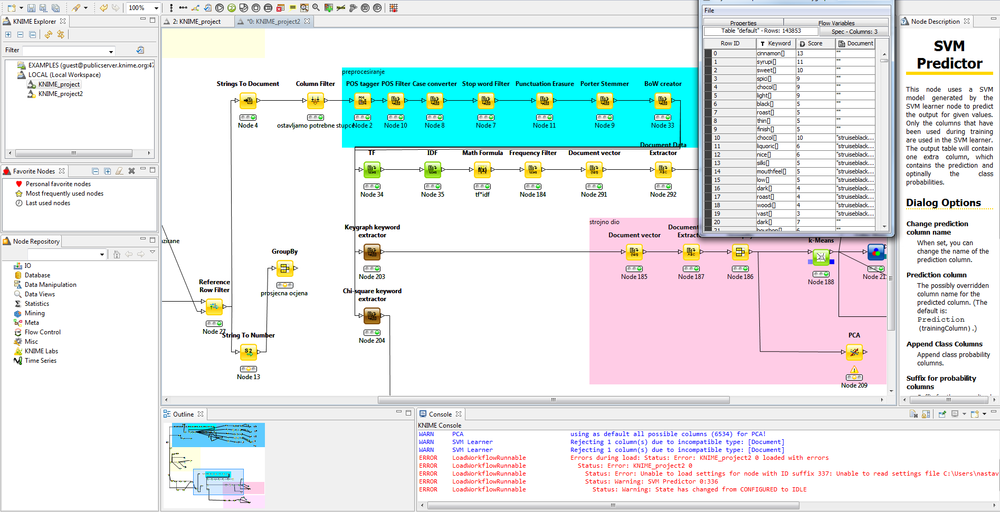 100%
KNIME Explorer
Filter
EXAMPLES (guest@publicserver.knime.org:47
LOCAL (Local Workspace)
KNIME_project
KNIME_project2
Favorite Nodes
Personal favorite nodes
Most frequently used nodes
Last used nodes
Node Repository
IO
Database
Data Manipulation
Data Views
Statistics
Mining
Meta
Flow Control
Misc
KNIME Labs
Time Series
2: KNIME_project
*0: KNIME_project2
preprocesiranje
Strings To Document
Column Filter
POS tagger
POS Filter
Case converter
Stop word Filter
Punctuation Erasure
Porter Stemmer
BoW creator
Node 4
ostavljamo potrebne stupce
Node 2
Node 10
Node 8
Node 7
Node 11
Node 9
Node 33
TF
IDF
Math Formula
Frequency Filter
Document vector
Document Data
Extractor
Node 34
Node 35
tf*idf
Node 184
Node 291
Node 292
strojno dio
Keygraph keyword
extractor
Node 203
Document vector
Node 185
Node 187
Node 186
k-Means
Node 188
GroupBy
prosjecna ocjena
Reference
Row Filter
Node 27
Chi-square keyword
extractor
Node 204
String To Number
S2
Node 13
PCA
Node 209
File
Properties
Flow Variables
Table "default" - Rows: 143853
Spec - Columns: 3
Row ID
T Keyword
D Score
Document
0 cinnamon[] 13 ""
1 syrupi[] 11 ""
2 sweet[] 10 ""
3 spici[] 9 ""
4 chocol[] 9 ""
5 light[] 9 ""
6 black[] 5 ""
7 roast[] 5 ""
8 thin[] 5 ""
9 finish[] 5 ""
10 chocol[] 10 "struiseblack...
11 liquoric[] 6 "struiseblack...
12 nice[] 6 "struiseblack...
13 silki[] 5 "struiseblack...
14 mouthfeel[] 5 "struiseblack...
15 low[] 5 "struiseblack...
16 dark[] 4 "struiseblack...
17 roast[] 4 "struiseblack...
18 woodi[] 4 "struiseblack...
19 vast[] 3 "struiseblack...
20 dark[] 7 ""
21 bourbon[] 6
Node Description
SVM
Predictor
This node uses a SVM
model generated by the
SVM learner node to predict
the output for given values.
Only the columns that have
been used during training
are used in the SVM learner.
The output table will contain
one extra column, which
contains the prediction and
optinally the class
probabilities.
Dialog Options
Change prediction
column name
When set, you can
change the name of the
prediction column.
Prediction column
The possibly overridden
column name for the
predicted column. (The
default is:
Prediction
(trainingColumn).)
Append Class Columns
Append class probability
columns.
Suffix for probability
columns
Outline
Console
KNIME Console
WARN PCA using as default all possible columns (6534) for PCA!
WARN SVM Learner Rejecting 1 column(s) due to incompatible type: [Document]
WARN SVM Learner Rejecting 1 column(s) due to incompatible type: [Document]
ERROR LoadWorkflowRunnable Errors during load: Status: Error: KNIME_project2 0 loaded with errors
ERROR LoadWorkflowRunnable Status: Error: KNIME_project2 0
ERROR LoadWorkflowRunnable Status: Error: Unable to load settings for node with ID suffix 337: Unable to read settings file C:\Users\nastav
ERROR LoadWorkflowRunnable Status: Warning: SVM Predictor 0:336
ERROR LoadWorkflowRunnable Status: Warning: State has changed from CONFIGURED to IDLE